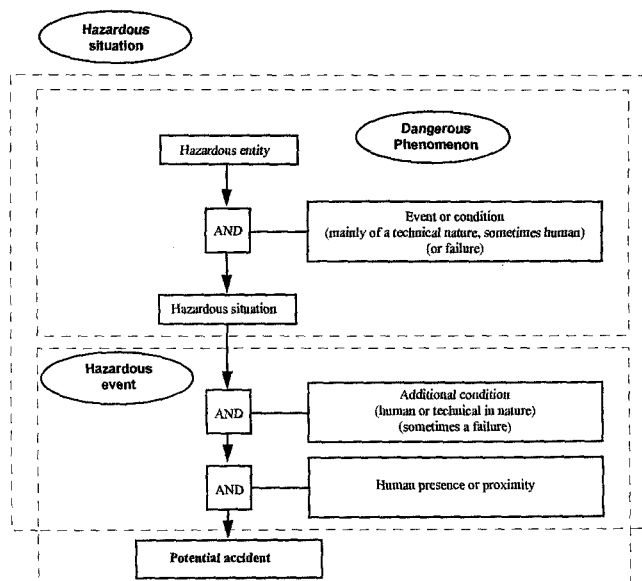 Hazardous
situation
Dangerous
Phenomenon
Hazardous entity
AND
Event or condition
(mainly of a technical nature, sometimes human)
(or failure)
Hazardous situation
Hazardous
event
AND
Additional condition
(human or technical in nature)
(sometimes a failure)
AND
Human presence or proximity
Potential accident